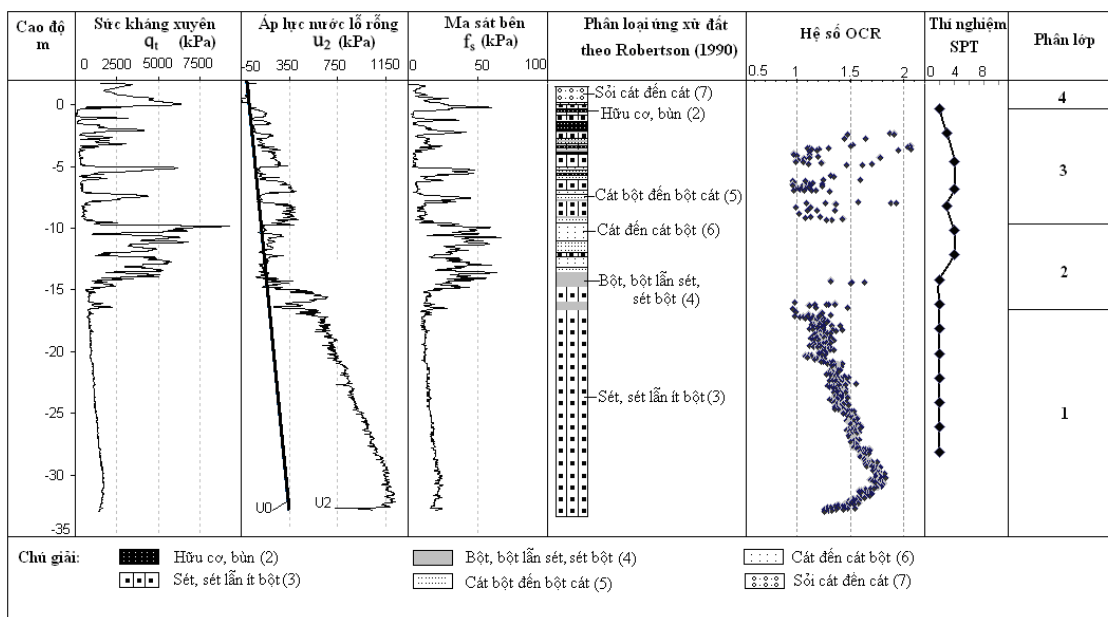 Cao độ
m
Sức kháng xuyên
qt (kPa)
Áp lực nước lỗ rỗng
u2 (kPa)
Ma sát bên
fs (kPa)
Phân loại ứng xử đất
theo Robertson (1990)
Hệ số OCR
Thí nghiệm
SPT
Phân lớp
2500 5000 7500
-50 350 750 1150
0 50 100
0.5 1 1.5 2
0 4 8
0
-5
-10
-15
-20
-25
-30
-35
U0
U2
Sỏi cát đến cát (7)
Hữu cơ, bùn (2)
Cát bột đến bột cát (5)
Cát đến cát bột (6)
Bột, bột lẫn sét,
sét bột (4)
Sét, sét lẫn ít bột (3)
4
3
2
1
Chú giải:
Hữu cơ, bùn (2)
Bột, bột lẫn sét, sét bột (4)
Cát đến cát bột (6)
Sét, sét lẫn ít bột (3)
Cát bột đến bột cát (5)
Sỏi cát đến cát (7)